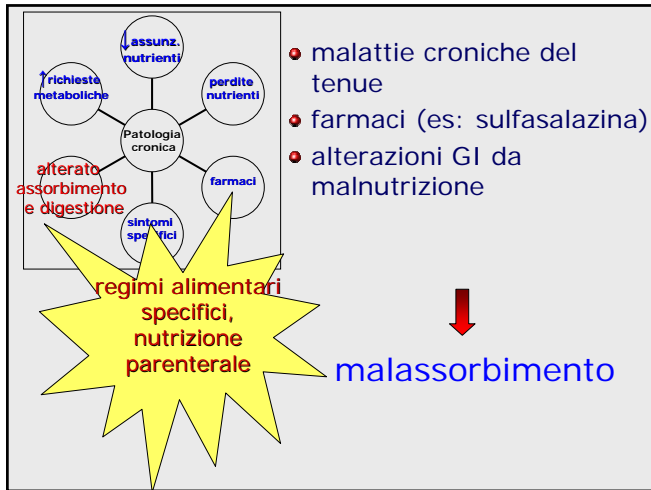 ↓assunz.
nutrienti
↑richieste
metaboliche
perdite
nutrienti
Patologia
cronica
alterato
assorbimento
e digestione
farmaci
sintomi
specifici
regimi alimentari
specifici,
nutrizione
parenterale
malattie croniche del
tenue
farmaci (es: sulfasalazina)
alterazioni GI da
malnutrizione
malassorbimento